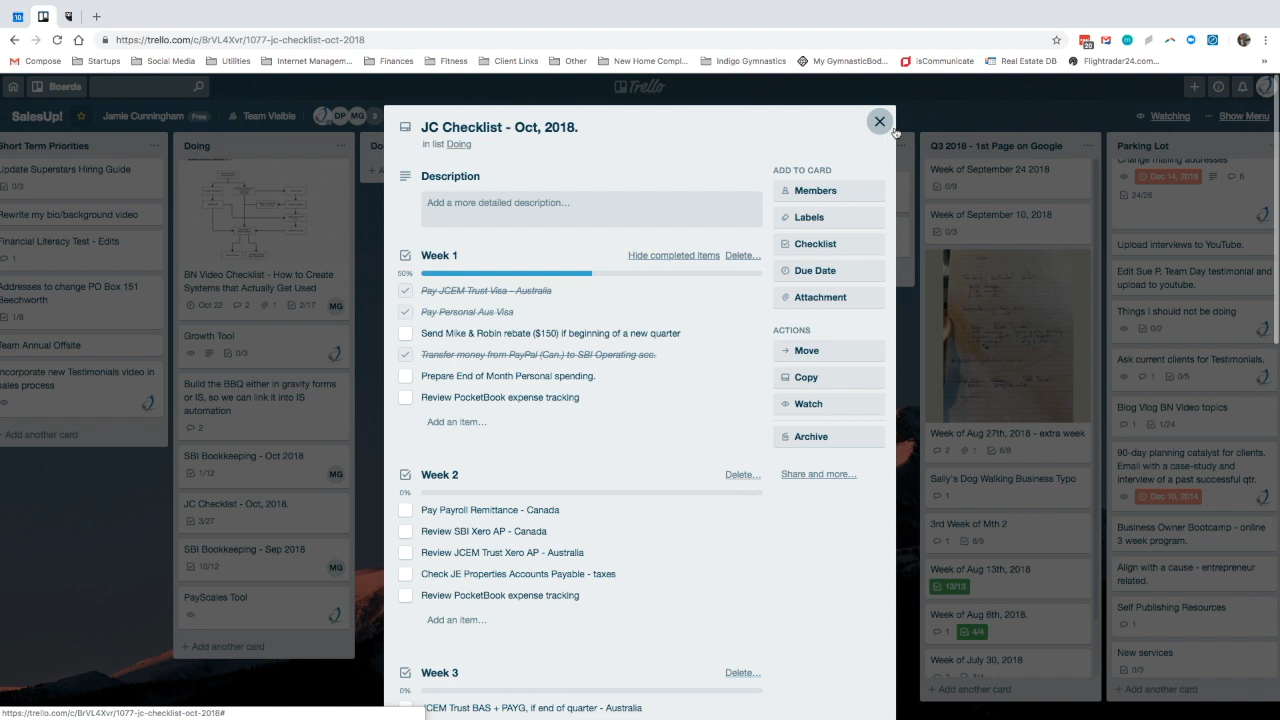 https://trello.com/c/BrVL4Xvr/1077-jc-checklist-oct-2018
20
Compose
Startups
Social Media
Utilities
Internet Managem...
Finances
Fitness
Client Links
Other
New Home Compl...
Indigo Gymnastics
My GymnasticBod...
isCommunicate
Real Estate DB
Flightradar24.com...
Boards
Trello
SalesUp!
Jamie Cunningham
Free
Team Visible
DP
MG
3
Watching
Show Menu
Short Term Priorities
Update Superstars Hiring Guide
0/3
Rewrite my bio/background video
Financial Literacy Test - Edits
1
Addresses to change PO Box 151
Beechworth
1/8
Team Annual Offsite
Incorporate new Testimonials video in
sales process
Add another card
Doing
BN Video Checklist - How to Create
Systems that Actually Get Used
Oct 22
2
1
2/17
MG
Growth Tool
0/3
Build the BBQ either in gravity forms
or IS, so we can link it into IS
automation
2
SBI Bookkeeping - Oct 2018
1/12
MG
JC Checklist - Oct, 2018.
3/27
SBI Bookkeeping - Sep 2018
10/12
MG
PayScales Tool
+ Add another card
JC Checklist - Oct, 2018.
in list Doing
Description
Add a more detailed description…
Week 1
Hide completed items
Delete…
50%
Pay JCEM Trust Visa - Australia
Pay Personal Aus Visa
Send Mike & Robin rebate ($150) if beginning of a new quarter
Transfer money from PayPal (Can.) to SBI Operating acc.
Prepare End of Month Personal spending.
Review PocketBook expense tracking
Add an item…
Week 2
Delete…
0%
Pay Payroll Remittance - Canada
Review SBI Xero AP - Canada
Review JCEM Trust Xero AP - Australia
Check JE Properties Accounts Payable - taxes
Review PocketBook expense tracking
Add an item…
Week 3
Delete…
0%
JCEM Trust BAS + PAYG, if end of quarter - Australia
ADD TO CARD
Members
Labels
Checklist
Due Date
Attachment
ACTIONS
Move
Copy
Watch
Archive
Share and more…
Q3 2018 - 1st Page on Google
Week of September 24 2018
0/9
Week of September 10, 2018
0/3
Week of Aug 27th, 2018 - extra week
2
1
6/8
Sally's Dog Walking Business Typo
1
3rd Week of Mth 2
1
8/9
Week of Aug 13th, 2018
13/13
Week of Aug 6th, 2018.
1
4/4
Week of July 30, 2018
+ Add another card
Parking Lot
Change mailing addresses
Dec 14, 2016
6
24/26
Upload interviews to YouTube.
Edit Sue P. Team Day testimonial and
upload to youtube.
Things I should not be doing
0/2
Ask current clients for Testimonials.
1
0/5
Blog Vlog BN Video topics
1
1/24
90-day planning catalyst for clients.
Email with a case-study and
interview of a past successful qtr.
Dec 10, 2014
Business Owner Bootcamp - online
3 week program.
Align with a cause - entrepreneur
related.
Self Publishing Resources
1
New services
0/3
+ Add another card
https://trello.com/c/BrVL4Xvr/1077-jc-checklist-oct-2018#